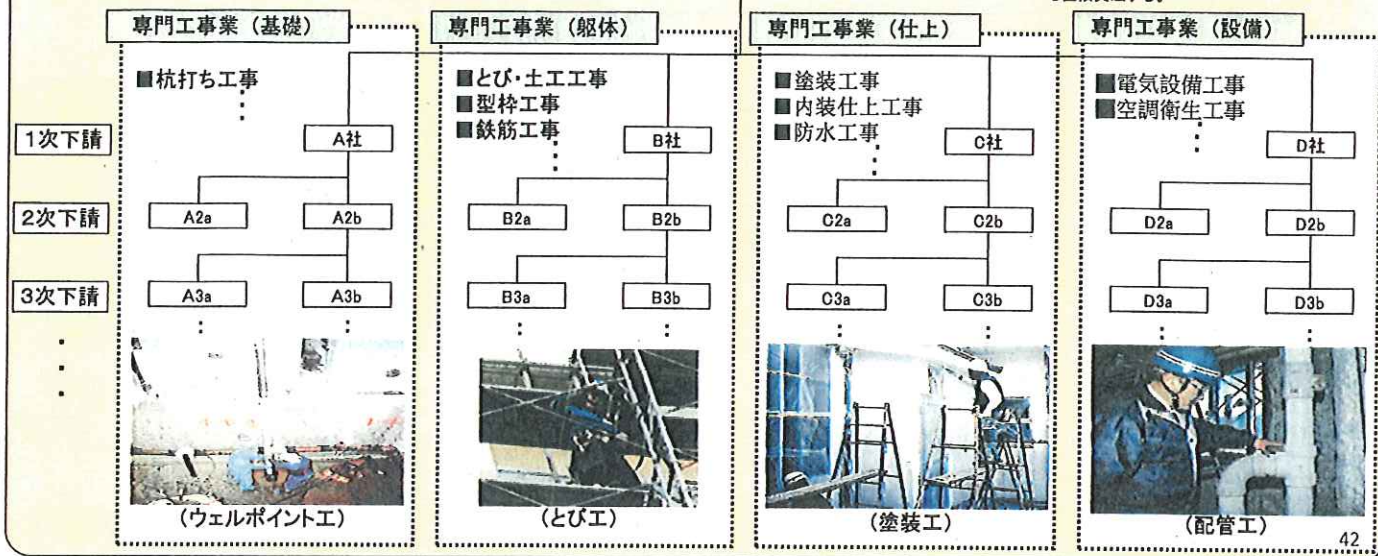 専門工事業（基礎）
専門工事業（躯体）
専門工事業（仕上）
専門工事業（設備）
■杭打ち工事
■とび・土工工事
■型枠工事
■鉄筋工事
■塗装工事
■内装仕上工事
■防水工事
■電気設備工事
■空調衛生工事
1次下請
A社
B社
C社
D社
2次下請
A2a
A2b
B2a
B2b
C2a
C2b
D2a
D2b
3次下請
A3a
A3b
B3a
B3b
C3a
C3b
D3a
D3b
(ウェルポイント工)
(とび工)
(塗装工)
(配管工)
42